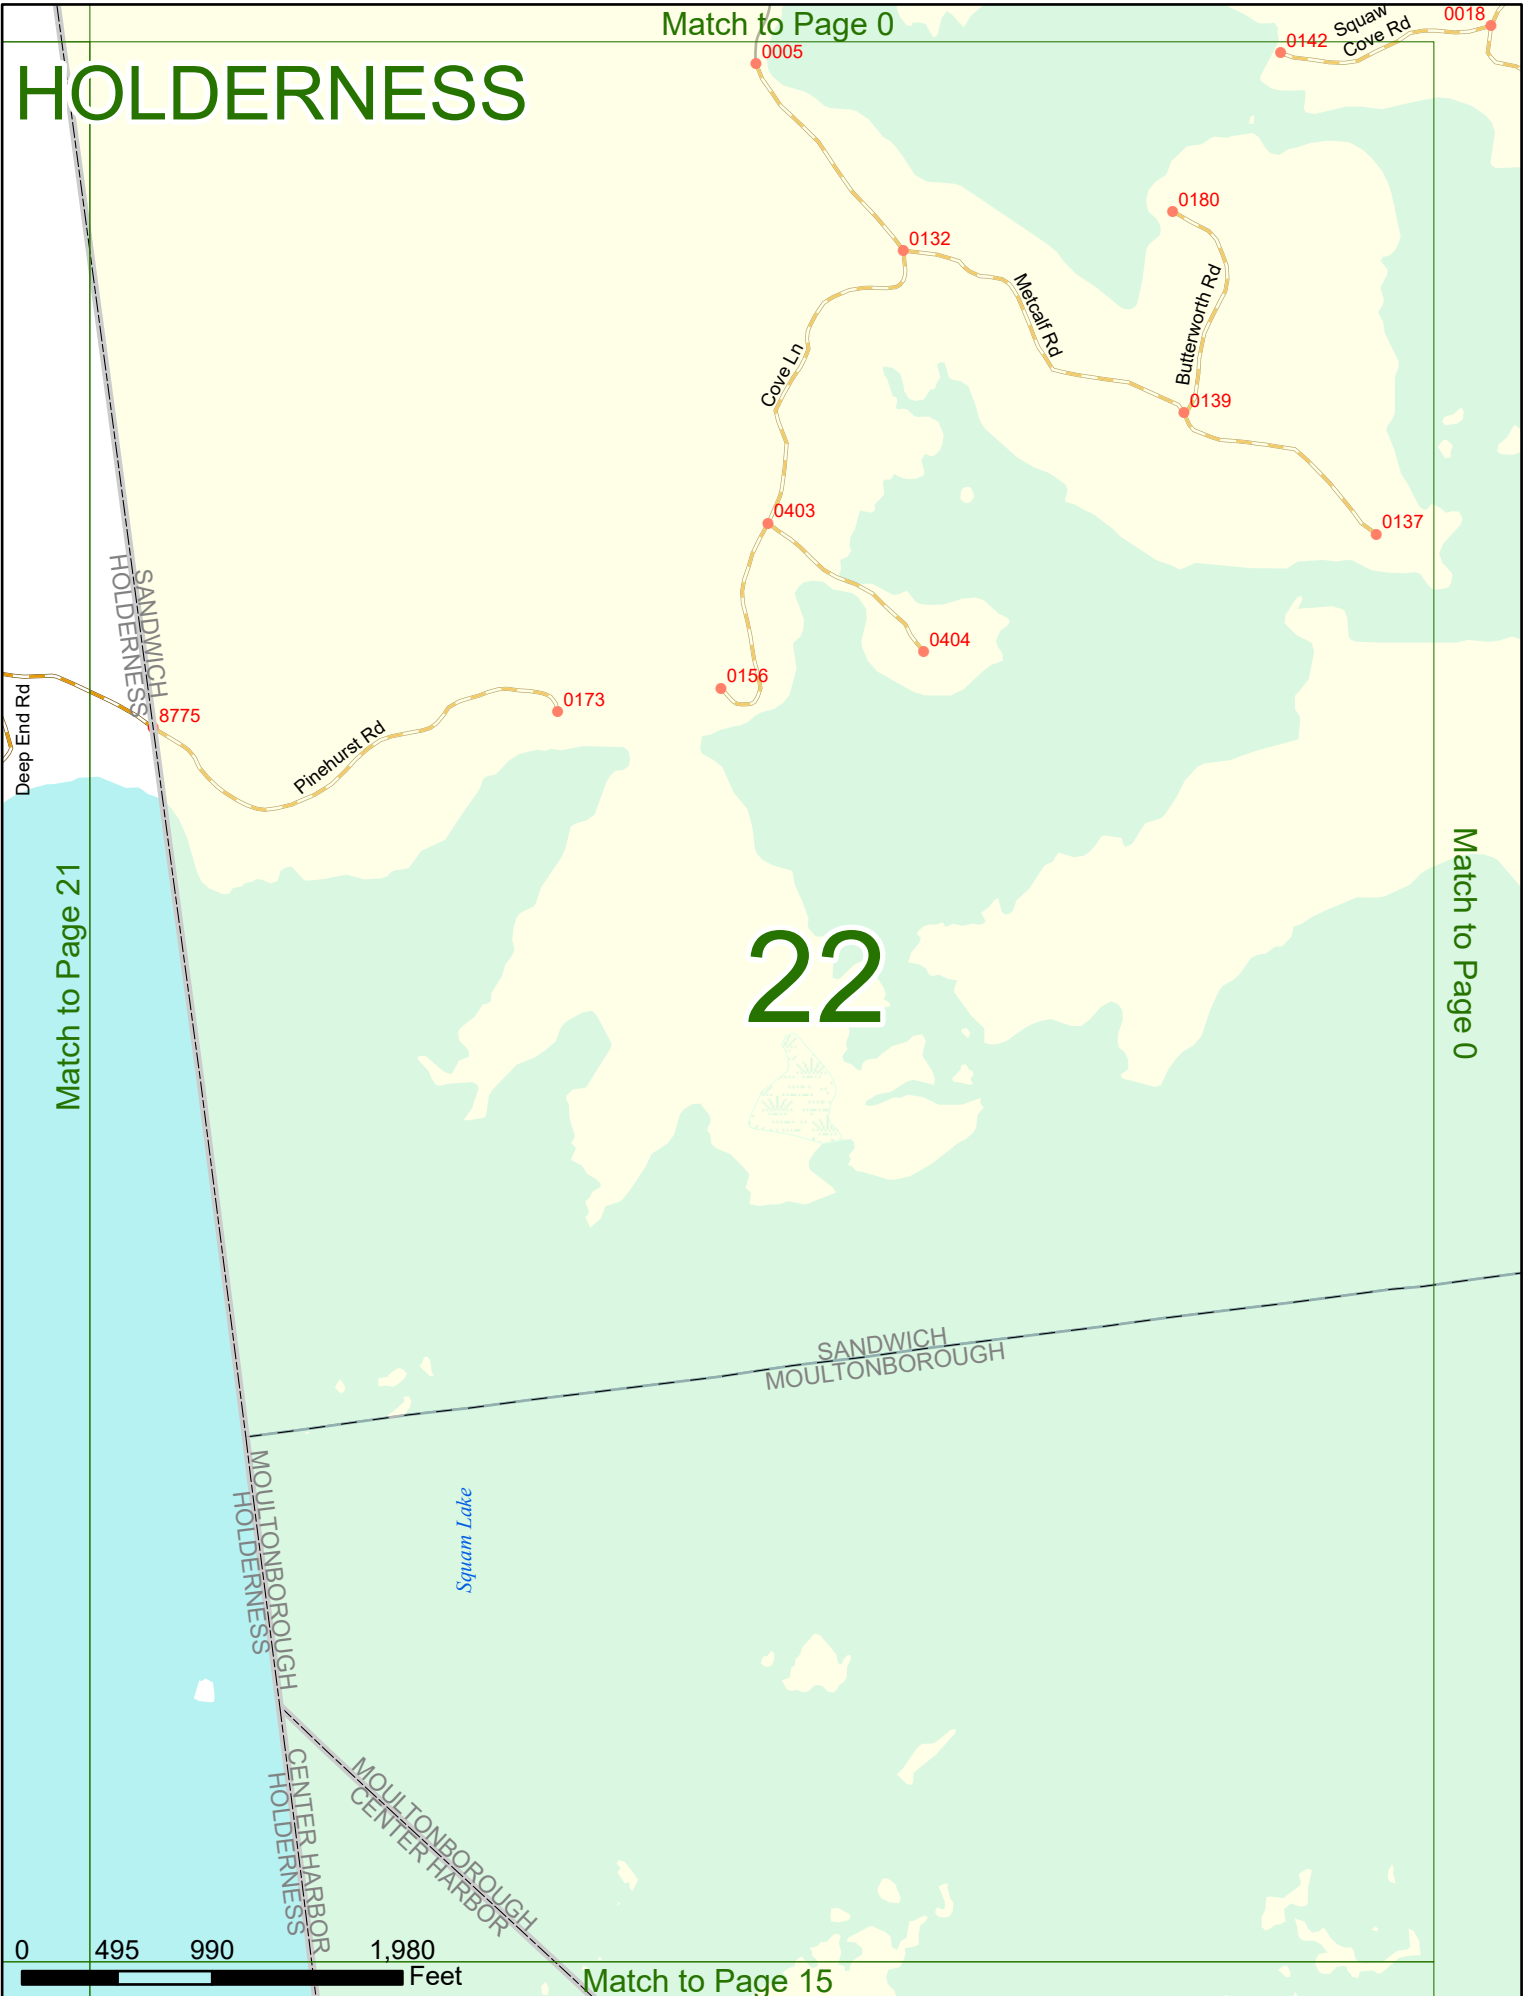 Match to Page 0
HOLDERNESS
0005
0142
Squaw
Cove Rd
0018
0180
0132
Metcalf Rd
Butterworth Rd
Cove Ln
0139
0403
0137
SANDWICH
HOLDERNESS
0404
0156
0173
8775
Deep End Rd
Pinehurst Rd
Match to Page 21
Match to Page 0
22
SANDWICH
MOULTONBOROUGH
MOULTONBOROUGH
HOLDERNESS
Squam Lake
CENTER HARBOR
HOLDERNESS
MOULTONBOROUGH
CENTER HARBOR
0 495 990 1,980
Feet
Match to Page 15